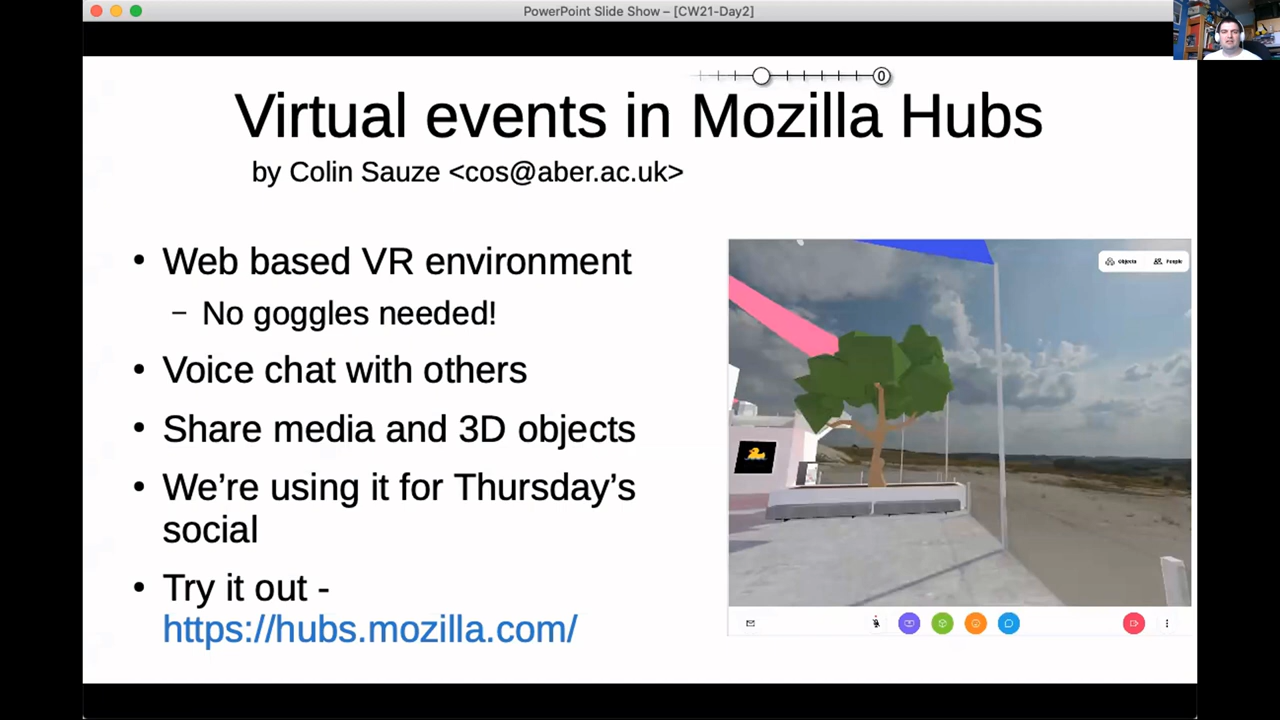 PowerPoint Slide Show – [CW21-Day2]
0
Virtual events in Mozilla Hubs
by Colin Sauze <cos@aber.ac.uk>
• Web based VR environment
– No goggles needed!
• Voice chat with others
• Share media and 3D objects
• We’re using it for Thursday’s
social
• Try it out -
https://hubs.mozilla.com/
Objects People